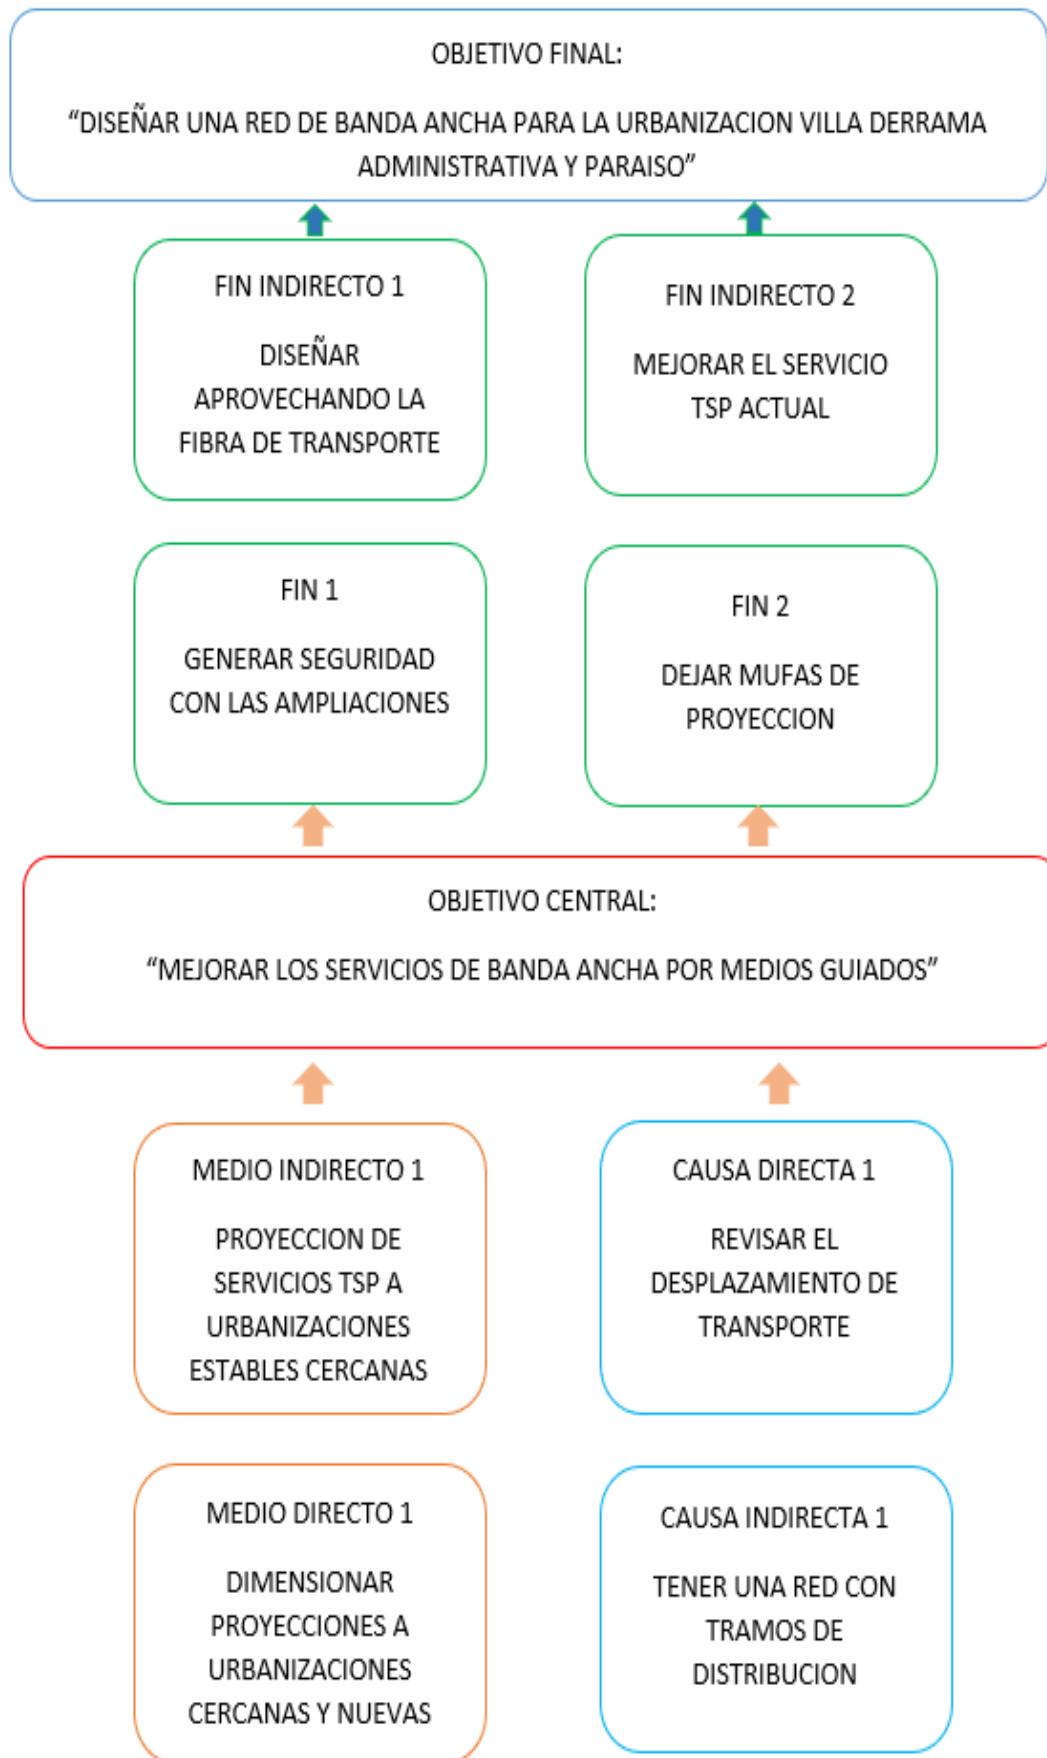 OBJETIVO FINAL:
“DISEÑAR UNA RED DE BANDA ANCHA PARA LA URBANIZACION VILLA DERRAMA
ADMINISTRATIVA Y PARAISO”
FIN INDIRECTO 1
DISEÑAR
APROVECHANDO LA
FIBRA DE TRANSPORTE
FIN INDIRECTO 2
MEJORAR EL SERVICIO
TSP ACTUAL
FIN 1
GENERAR SEGURIDAD
CON LAS AMPLIACIONES
FIN 2
DEJAR MUFAS DE
PROYECCION
OBJETIVO CENTRAL:
“MEJORAR LOS SERVICIOS DE BANDA ANCHA POR MEDIOS GUIADOS”
MEDIO INDIRECTO 1
PROYECCION DE
SERVICIOS TSP A
URBANIZACIONES
ESTABLES CERCANAS
CAUSA DIRECTA 1
REVISAR EL
DESPLAZAMIENTO DE
TRANSPORTE
MEDIO DIRECTO 1
DIMENSIONAR
PROYECCIONES A
URBANIZACIONES
CERCANAS Y NUEVAS
CAUSA INDIRECTA 1
TENER UNA RED CON
TRAMOS DE
DISTRIBUCION